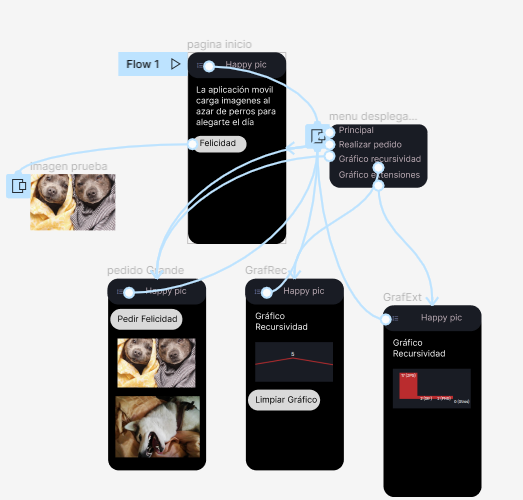 pagina inicio
Flow 1
Happy pic
La aplicación movil
carga imagenes al
azar de perros para
alegarte el día
Felicidad
menu desplega...
Principal
Realizar pedido
Gráfico recursividad
Gráfico extensiones
imagen prueba
pedido Grande
Happy pic
Pedir Felicidad
GrafRec
Happy pic
Gráfico
Recursividad
5
Limpiar Gráfico
GrafExt
Happy pic
Gráfico
Recursividad